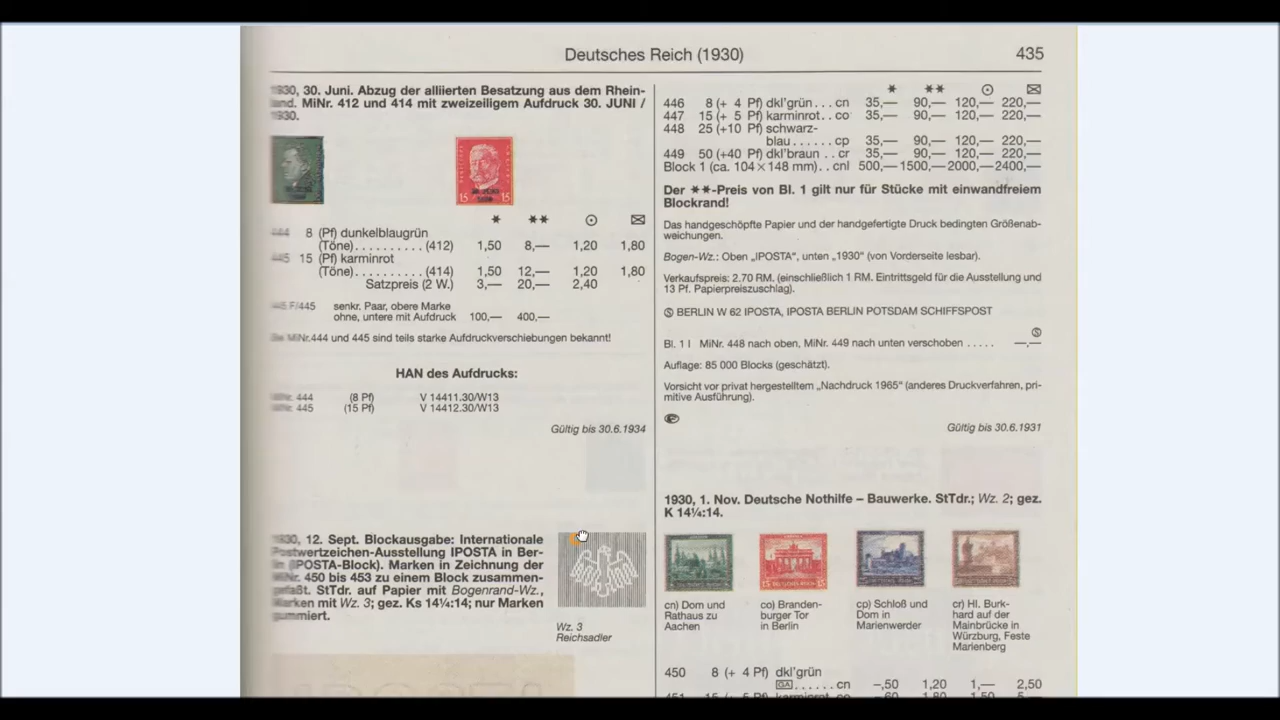 Deutsches Reich (1930)
435
1930, 30. Juni. Abzug der alliierten Besatzung aus dem Rhein-
land. MiNr. 412 und 414 mit zweizeiligem Aufdruck 30. JUNI /
1930.
* ** ⊙ ✉
444 8 (Pf) dunkelblaugrün
(Töne). . . . . . . . . . (412) 1,50 8,— 1,20 1,80
445 15 (Pf) karminrot
(Töne). . . . . . . . . . (414) 1,50 12,— 1,20 1,80
Satzpreis (2 W.) 3,— 20,— 2,40
445 F/445 senkr. Paar, obere Marke
ohne, untere mit Aufdruck 100,— 400,—
Bei MiNr.444 und 445 sind teils starke Aufdruckverschiebungen bekannt!
HAN des Aufdrucks:
MiNr. 444 (8 Pf) V 14411.30/W13
MiNr. 445 (15 Pf) V 14412.30/W13
Gültig bis 30.6.1934
1930, 12. Sept. Blockausgabe: Internationale
Postwertzeichen-Ausstellung IPOSTA in Ber-
lin (IPOSTA-Block). Marken in Zeichnung der
MiNr. 450 bis 453 zu einem Block zusammen-
gefaßt. StTdr. auf Papier mit Bogenrand-Wz.,
Marken mit Wz. 3; gez. Ks 14¼:14; nur Marken
gummiert.
Wz. 3
Reichsadler
* ** ⊙ ✉
446 8 (+ 4 Pf) dkl'grün . . . cn 35,— 90,— 120,— 220,—
447 15 (+ 5 Pf) karminrot . . co 35,— 90,— 120,— 220,—
448 25 (+10 Pf) schwarz-
blau . . . . . . cp 35,— 90,— 120,— 220,—
449 50 (+40 Pf) dkl'braun . . cr 35,— 90,— 120,— 220,—
Block 1 (ca. 104×148 mm) . . cnl 500,— 1500,— 2000,— 2400,—
Der **-Preis von Bl. 1 gilt nur für Stücke mit einwandfreiem
Blockrand!
Das handgeschöpfte Papier und der handgefertigte Druck bedingten Größenab-
weichungen.
Bogen-Wz.: Oben „IPOSTA", unten „1930" (von Vorderseite lesbar).
Verkaufspreis: 2.70 RM. (einschließlich 1 RM. Eintrittsgeld für die Ausstellung und
13 Pf. Papierpreiszuschlag).
Ⓢ BERLIN W 62 IPOSTA, IPOSTA BERLIN POTSDAM SCHIFFSPOST
Ⓢ
Bl. 1 I MiNr. 448 nach oben, MiNr. 449 nach unten verschoben . . . . . —,—
Auflage: 85 000 Blocks (geschätzt).
Vorsicht vor privat hergestelltem „Nachdruck 1965" (anderes Druckverfahren, pri-
mitive Ausführung).
Gültig bis 30.6.1931
1930, 1. Nov. Deutsche Nothilfe – Bauwerke. StTdr.; Wz. 2; gez.
K 14¼:14.
cn) Dom und
Rathaus zu
Aachen
co) Branden-
burger Tor
in Berlin
cp) Schloß und
Dom in
Marienwerder
cr) Hl. Burk-
hard auf der
Mainbrücke in
Würzburg, Feste
Marienberg
450 8 (+ 4 Pf) dkl'grün
GA . . . . . . cn –,50 1,20 1,— 2,50